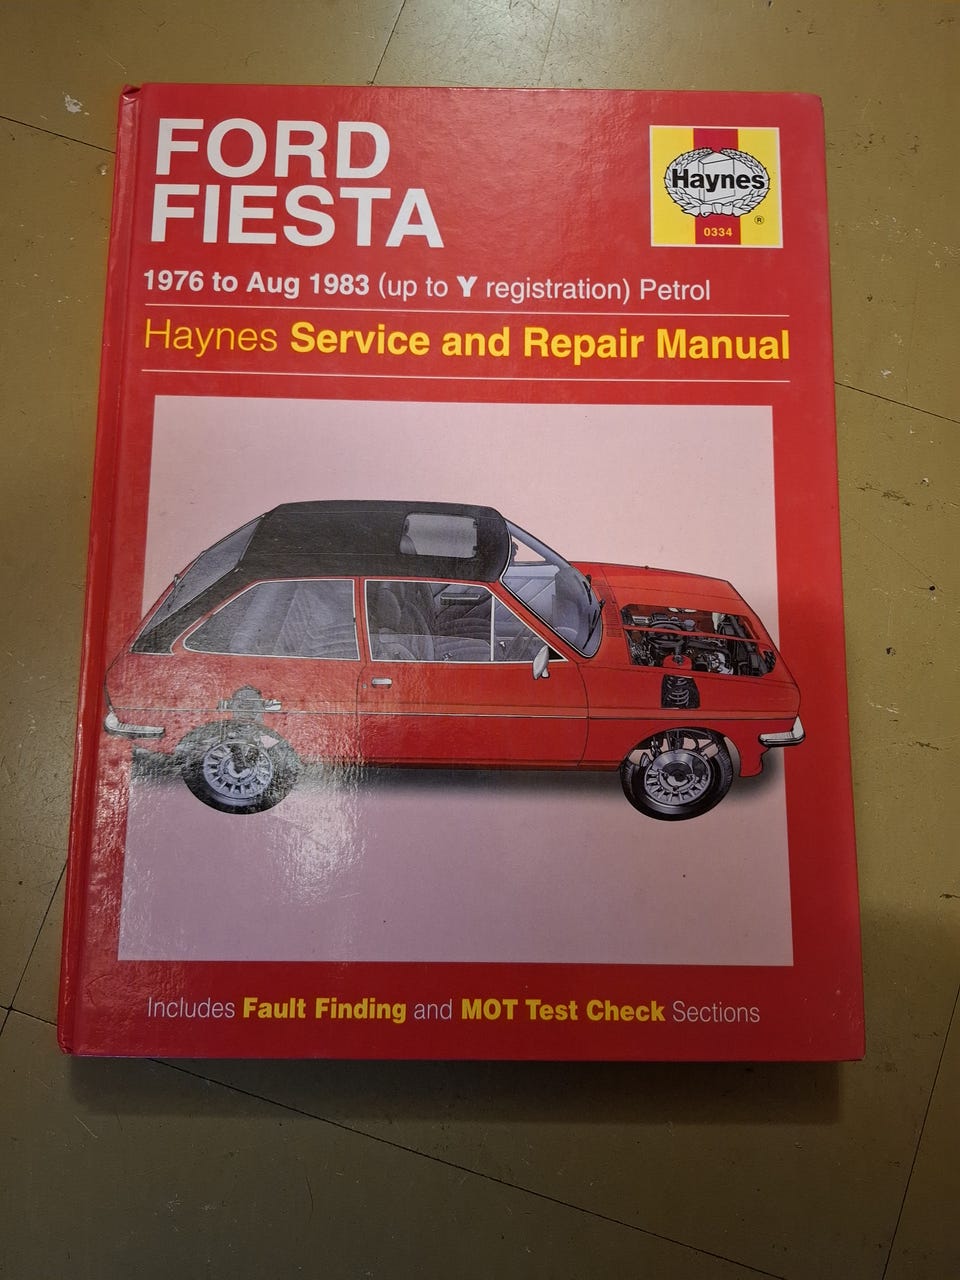 FORD
FIESTA
Haynes
®
0334
1976 to Aug 1983 (up to Y registration) Petrol
Haynes Service and Repair Manual
Includes Fault Finding and MOT Test Check Sections